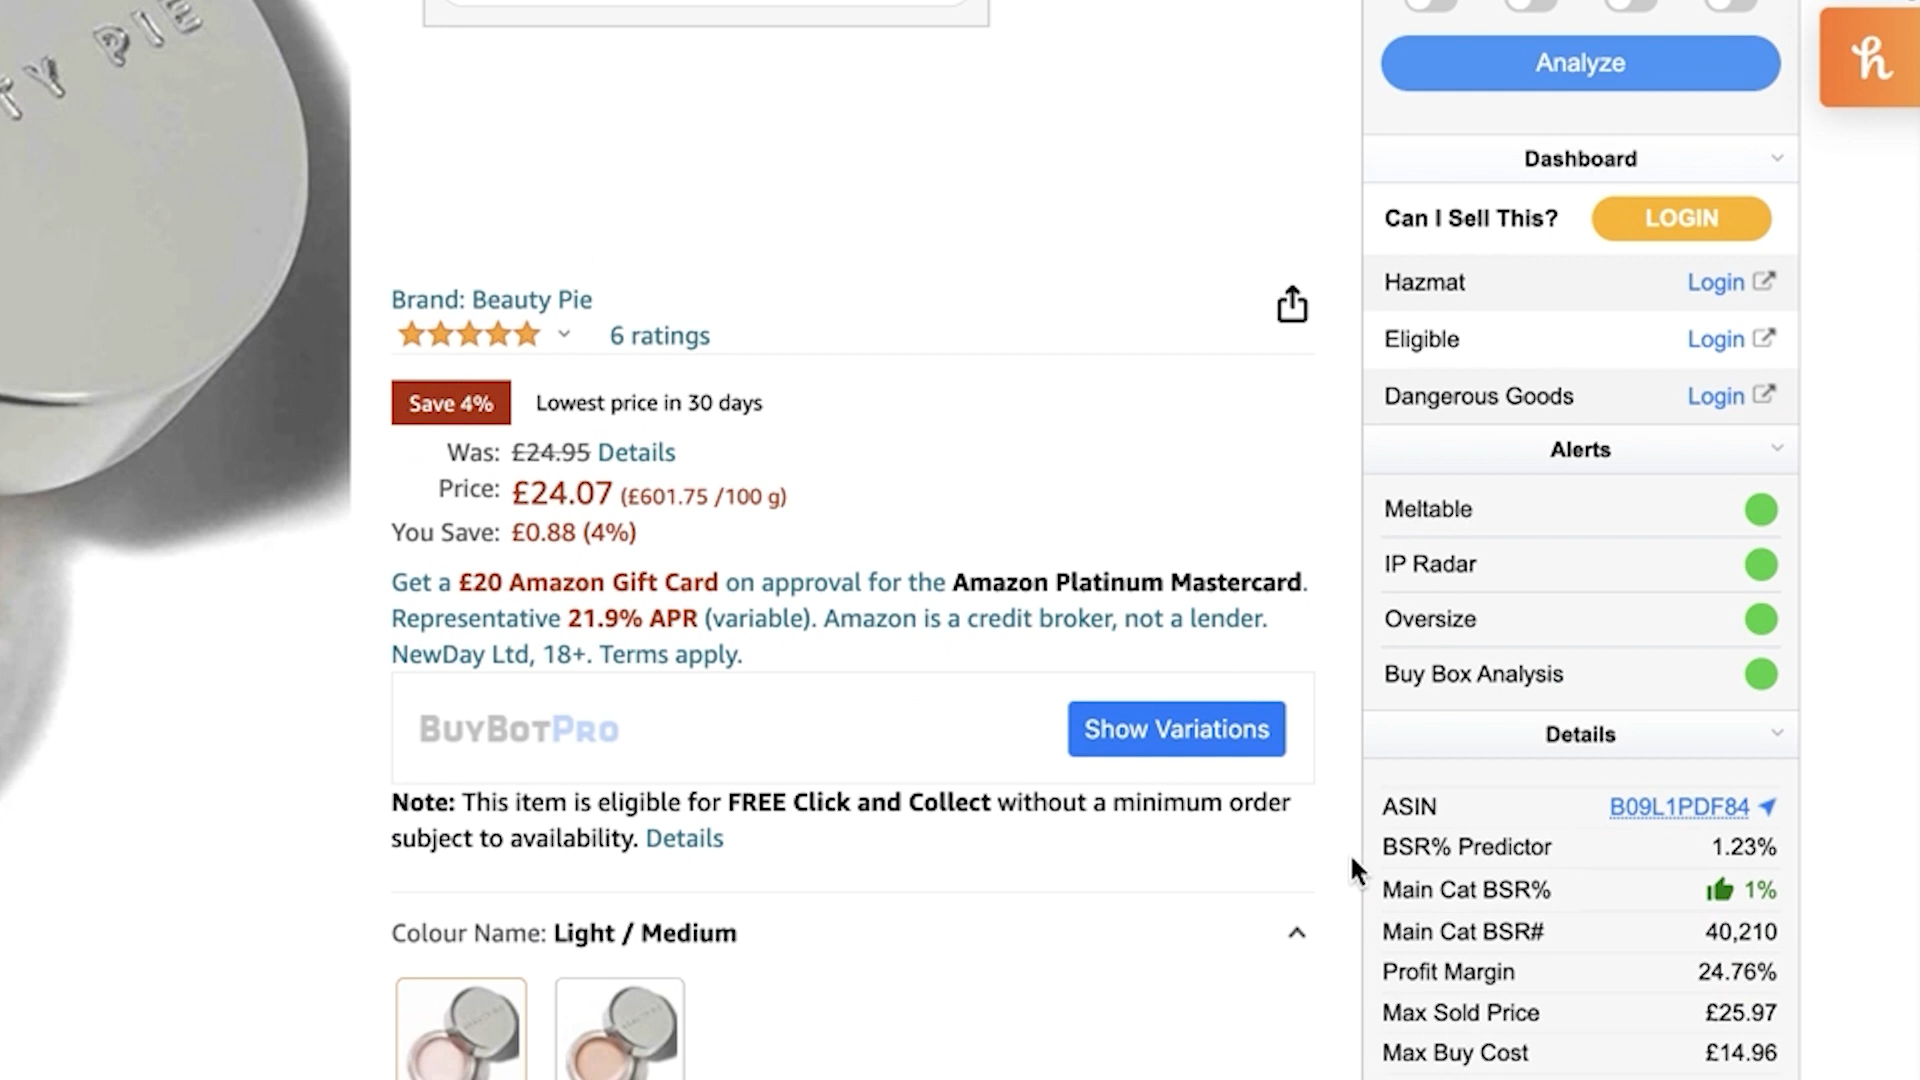 TY PIE
Brand: Beauty Pie
6 ratings
Save 4% Lowest price in 30 days
Was: £24.95 Details
Price: £24.07 (£601.75 /100 g)
You Save: £0.88 (4%)
Get a £20 Amazon Gift Card on approval for the Amazon Platinum Mastercard.
Representative 21.9% APR (variable). Amazon is a credit broker, not a lender.
NewDay Ltd, 18+. Terms apply.
BUYBOTPRO Show Variations
Note: This item is eligible for FREE Click and Collect without a minimum order
subject to availability. Details
Colour Name: Light / Medium
Analyze
h
Dashboard
Can I Sell This? LOGIN
Hazmat Login
Eligible Login
Dangerous Goods Login
Alerts
Meltable
IP Radar
Oversize
Buy Box Analysis
Details
ASIN B09L1PDF84
BSR% Predictor 1.23%
Main Cat BSR% 1%
Main Cat BSR# 40,210
Profit Margin 24.76%
Max Sold Price £25.97
Max Buy Cost £14.96